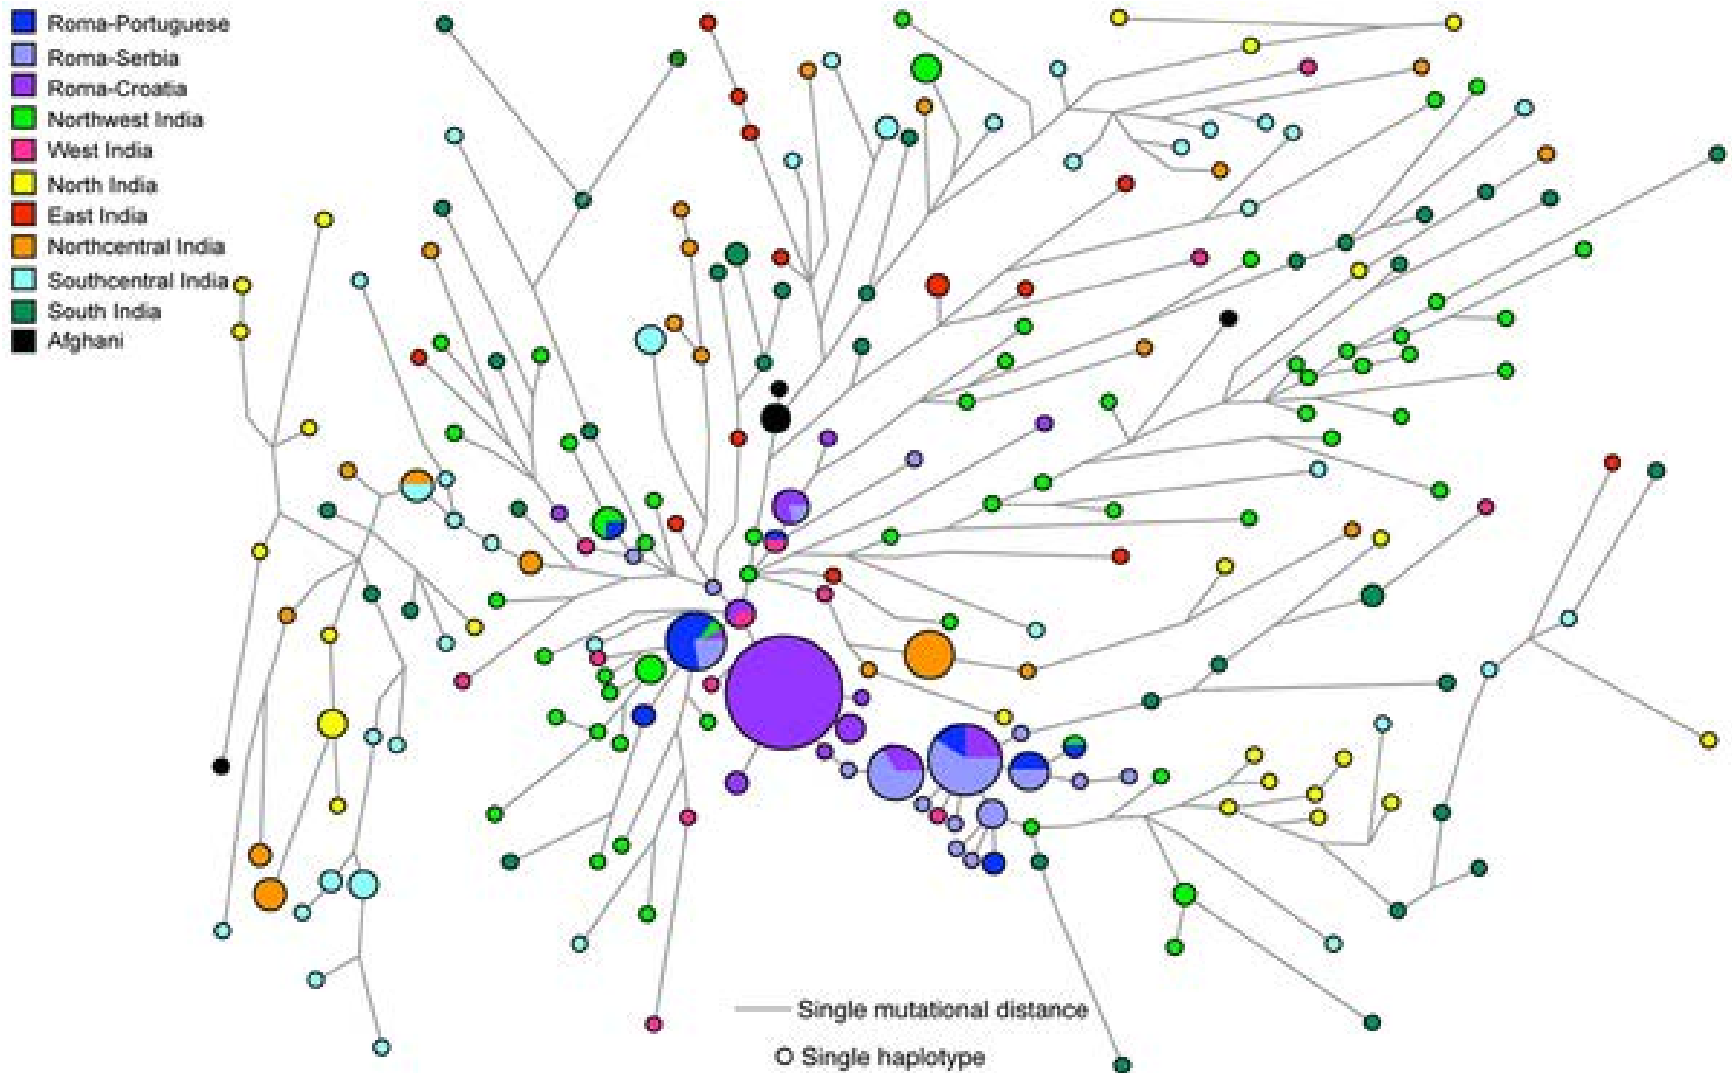 Roma-Portuguese
Roma-Serbia
Roma-Croatia
Northwest India
West India
North India
East India
Northcentral India
Southcentral India
South India
Afghani
Single mutational distance
Single haplotype